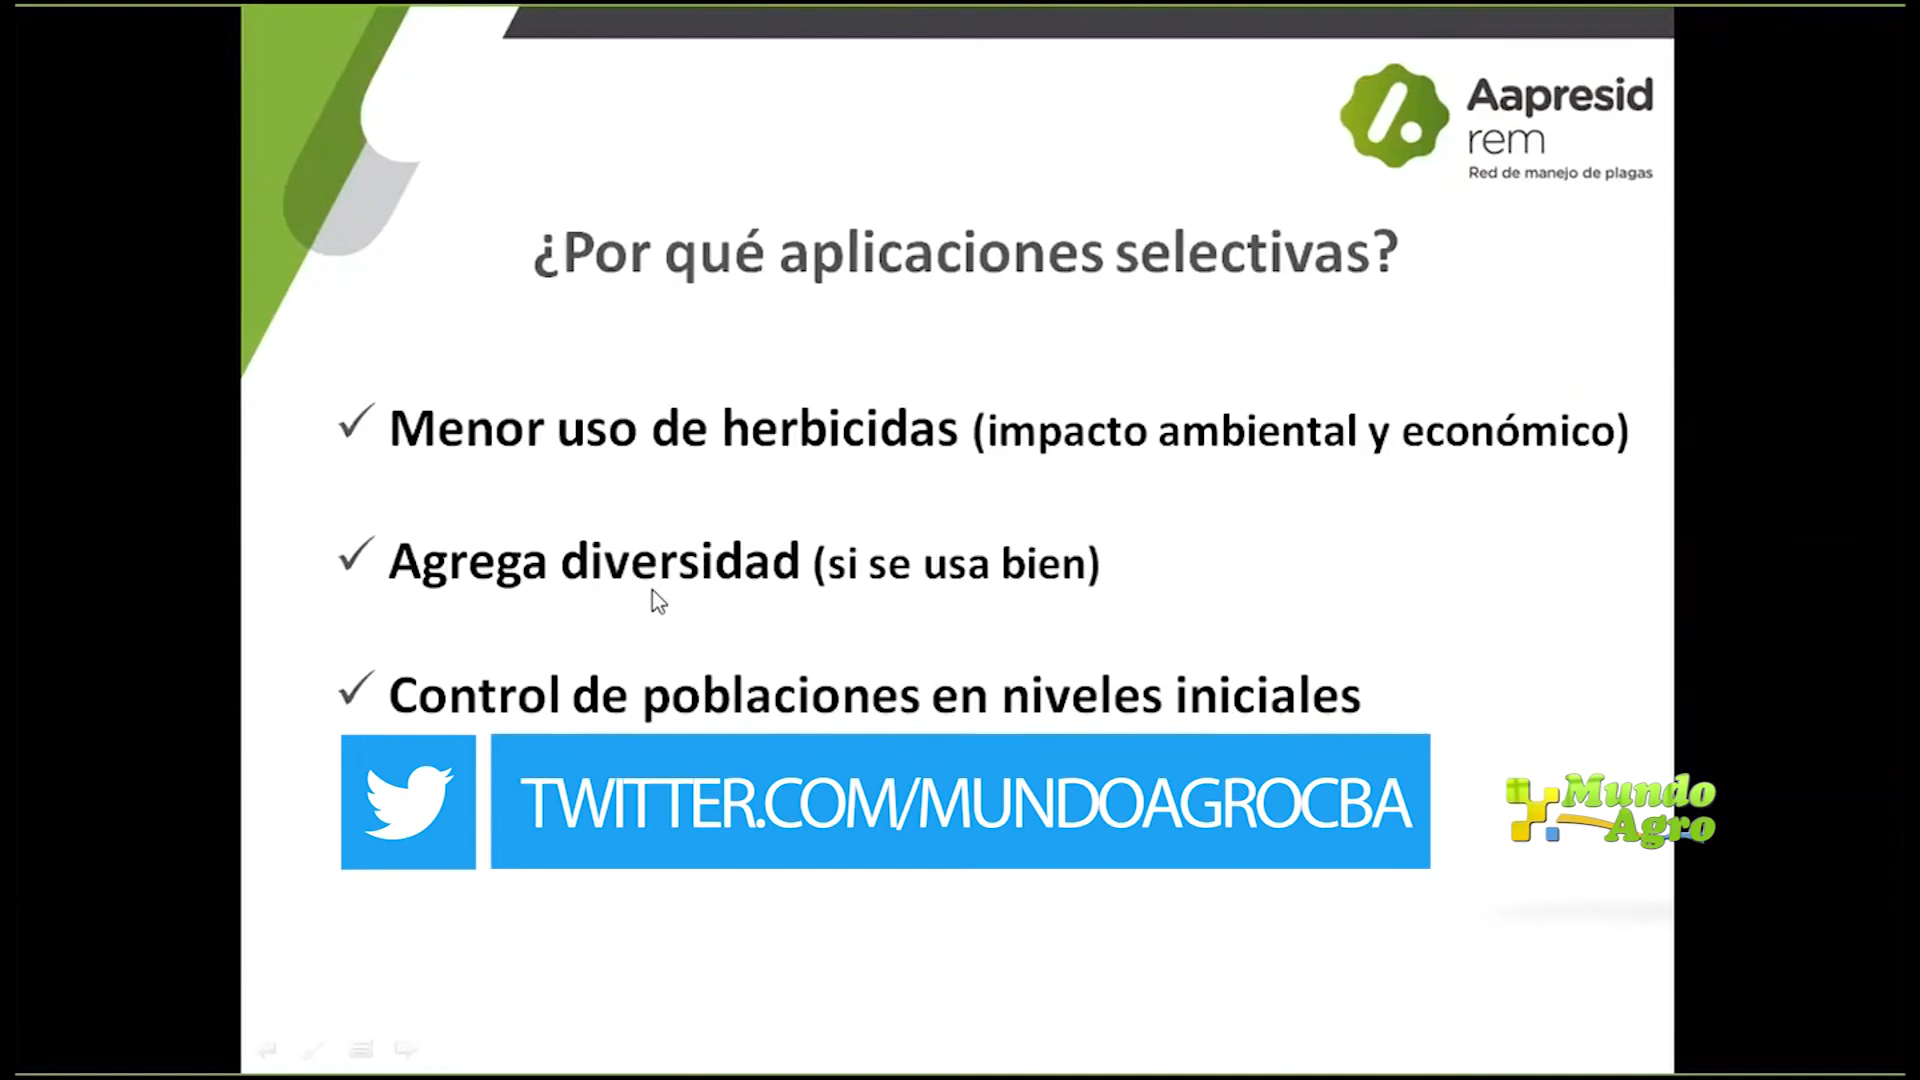 Aapresid
rem
Red de manejo de plagas
¿Por qué aplicaciones selectivas?
✓ Menor uso de herbicidas (impacto ambiental y económico)
✓ Agrega diversidad (si se usa bien)
✓ Control de poblaciones en niveles iniciales
TWITTER.COM/MUNDOAGROCBA
Mundo
Agro